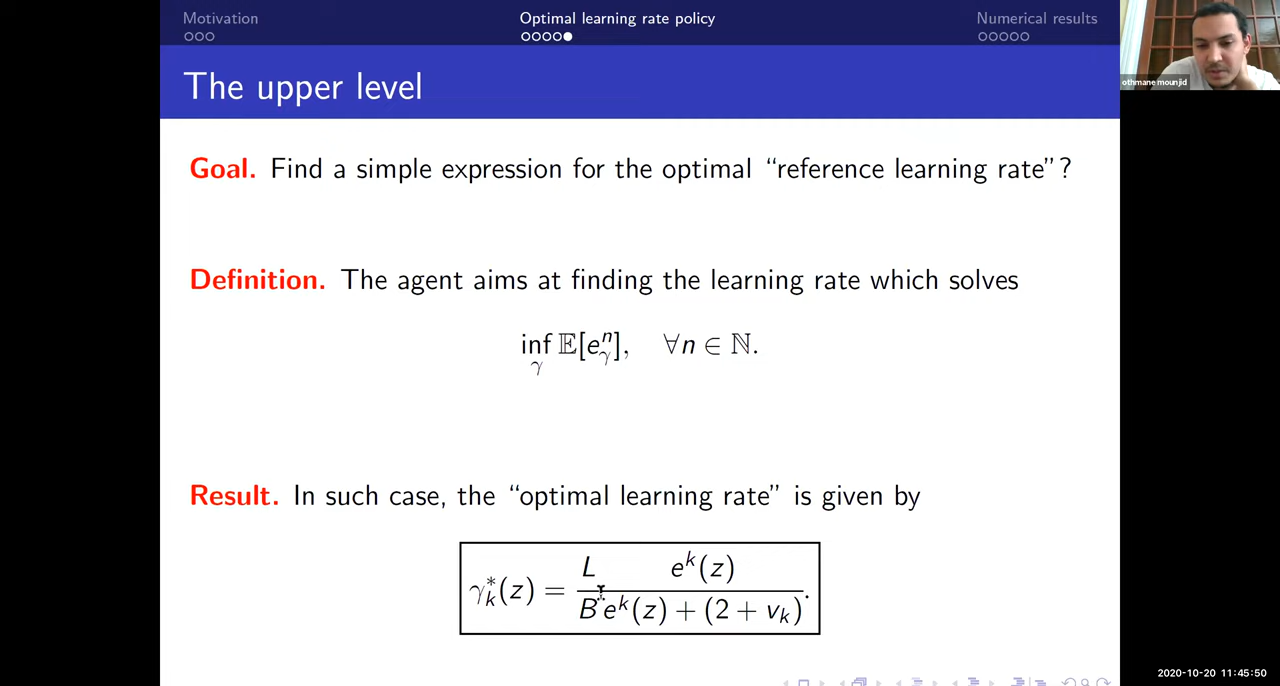 Motivation
Optimal learning rate policy
Numerical results
The upper level
othmane mounjid
Goal. Find a simple expression for the optimal “reference learning rate”?
Definition. The agent aims at finding the learning rate which solves
inf_γ 𝔼[e^n_γ], ∀n ∈ ℕ.
Result. In such case, the “optimal learning rate” is given by
γ*_k(z) = L/B e^k(z)/(e^k(z) + (2 + v_k)).
2020-10-20 11:45:50